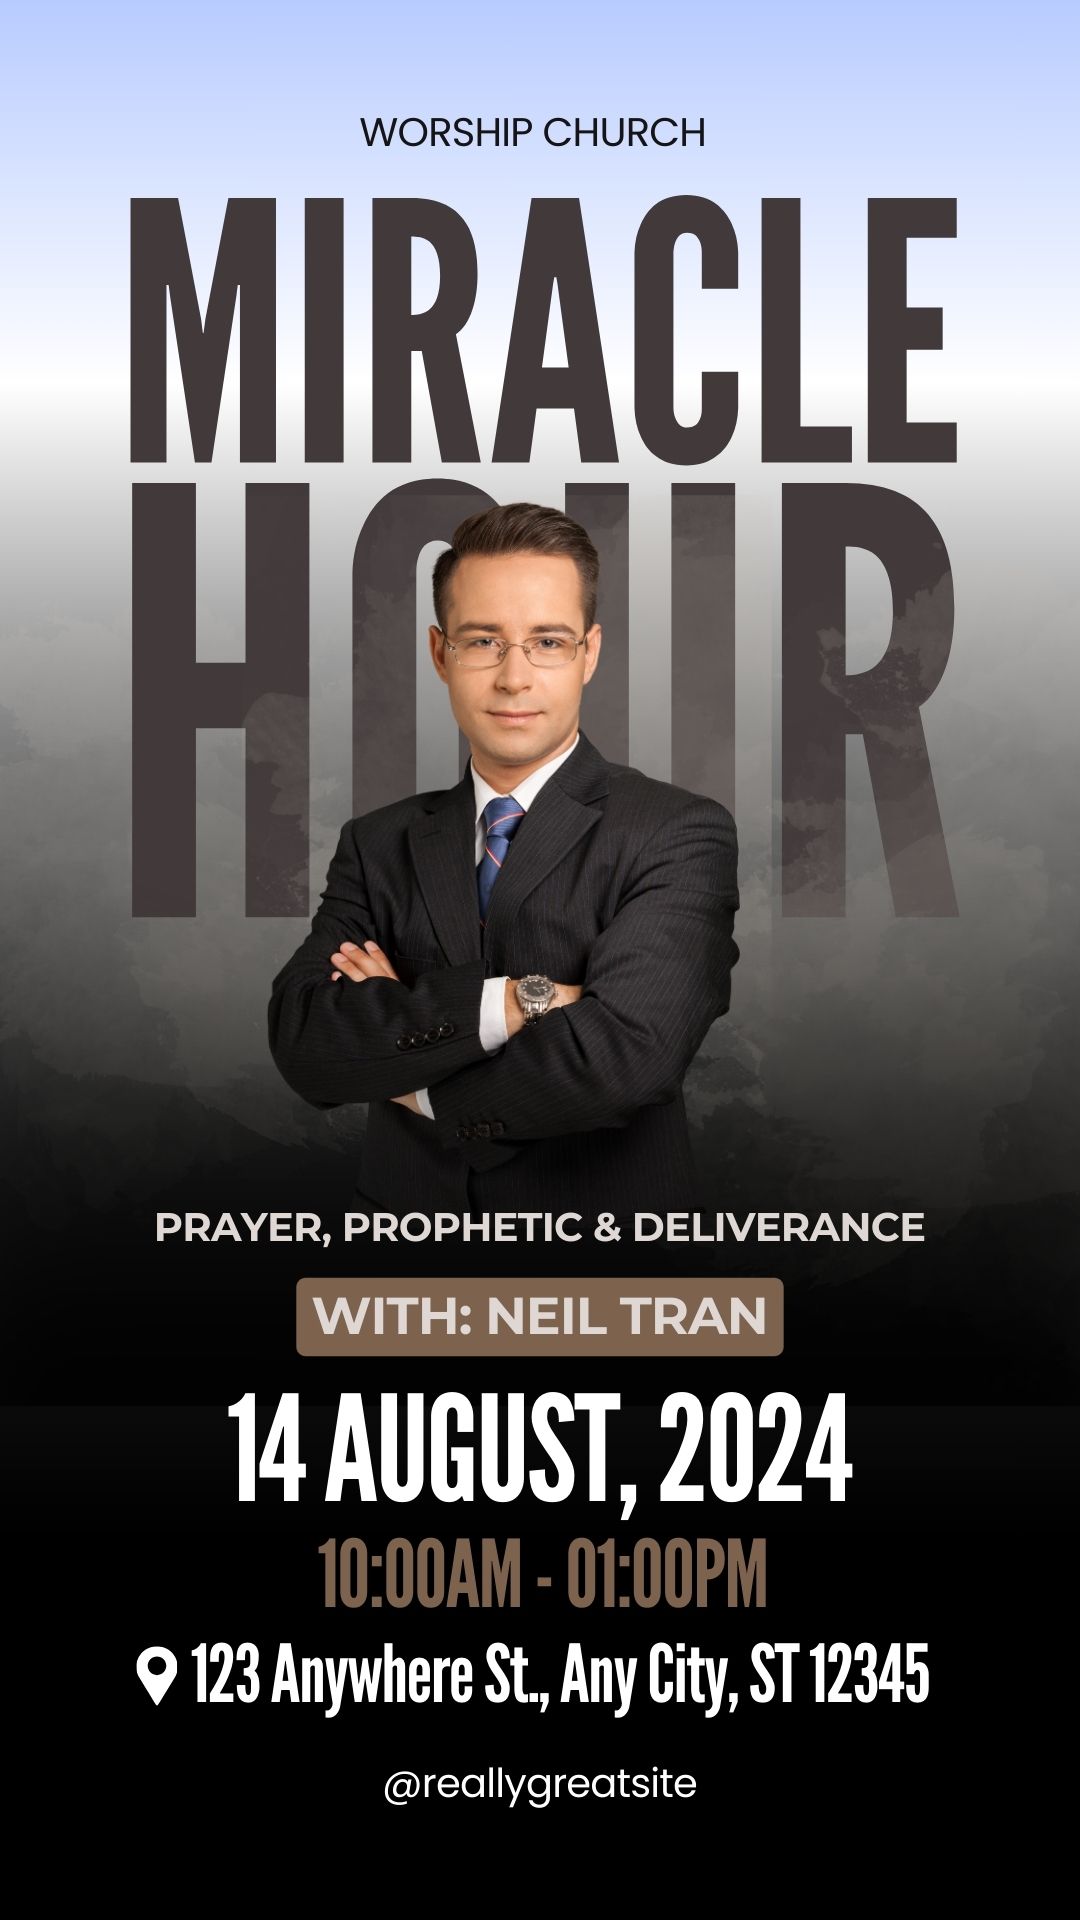 WORSHIP CHURCH
MIRACLE
HOUR
PRAYER, PROPHETIC & DELIVERANCE
WITH: NEIL TRAN
14 AUGUST, 2024
10:00AM - 01:00PM
123 Anywhere St., Any City, ST 12345
@reallygreatsite